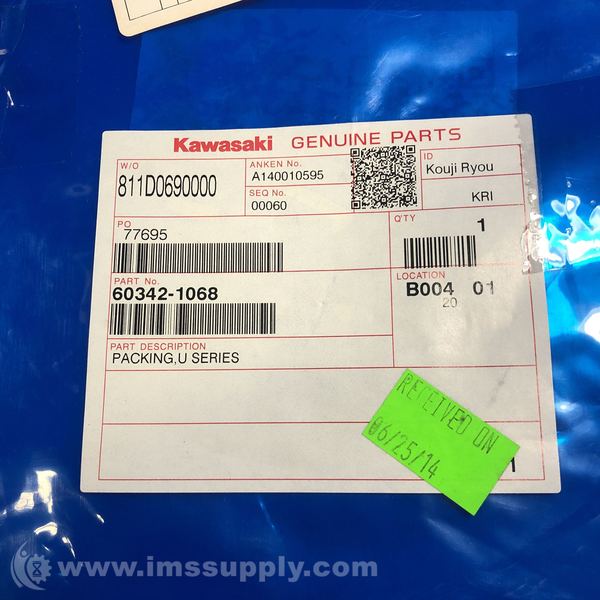 Kawasaki GENUINE PARTS
W/O
811D0690000
ANKEN No.
A140010595
SEQ No.
00060
ID
Kouji Ryou
KRI
PO
77695
Q'TY
1
PART No.
60342-1068
LOCATION
B004 01
20
PART DESCRIPTION
PACKING,U SERIES
RECEIVED ON
06/25/14
1
www.imssupply.com